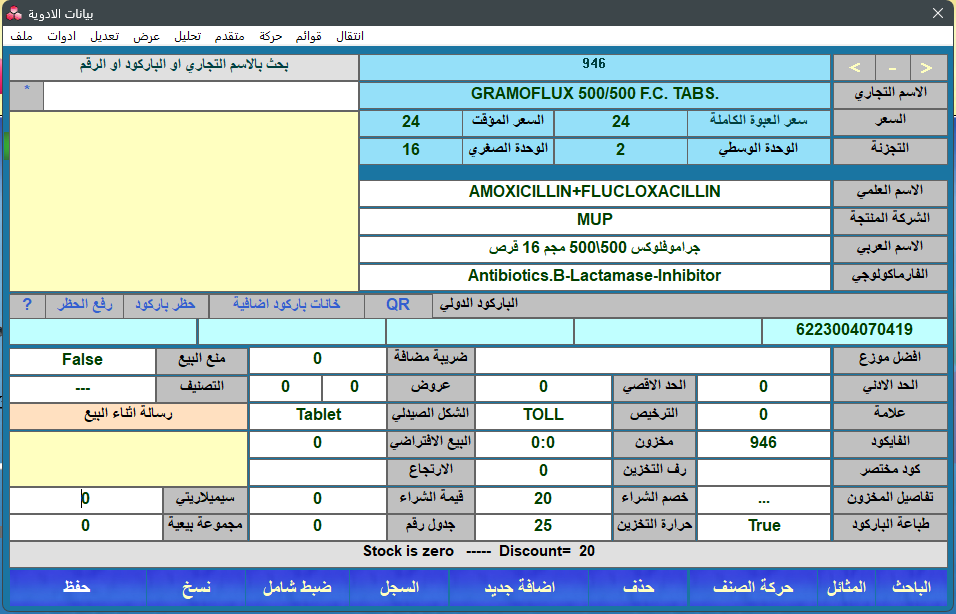 بيانات الادوية
ملف ادوات تعديل عرض تحليل متقدم حركة قوائم انتقال
< - > 946 بحث بالاسم التجاري او الباركود او الرقم
الاسم التجاري GRAMOFLUX 500/500 F.C. TABS. *
السعر سعر العبوة الكاملة 24 السعر المؤقت 24
التجزئة الوحدة الوسطي 2 الوحدة الصغري 16
الاسم العلمي AMOXICILLIN+FLUCLOXACILLIN
الشركة المنتجة MUP
الاسم العربي جراموفلوكس 500\500 مجم 16 قرص
الفارماكولوجي Antibiotics.B-Lactamase-Inhibitor
الباركود الدولي QR خانات باركود اضافية حظر باركود رفع الحظر ?
6223004070419
افضل موزع ضريبة مضافة 0 منع البيع False
الحد الادني 0 الحد الاقصي 0 عروض 0 0 التصنيف ---
علامة 0 الترخيص TOLL الشكل الصيدلي Tablet رسالة اثناء البيع
الفايكود 946 مخزون 0:0 البيع الافتراضي 0
كود مختصر رف التخزين 0 الارتجاع
تفاصيل المخزون ... خصم الشراء 20 قيمة الشراء 0 سيميلاريتي 0
طباعة الباركود True حرارة التخزين 25 جدول رقم 0 مجموعة بيعية 0
Stock is zero ----- Discount= 20
الباحث المثائل حركة الصنف حذف اضافة جديد السجل ضبط شامل نسخ حفظ